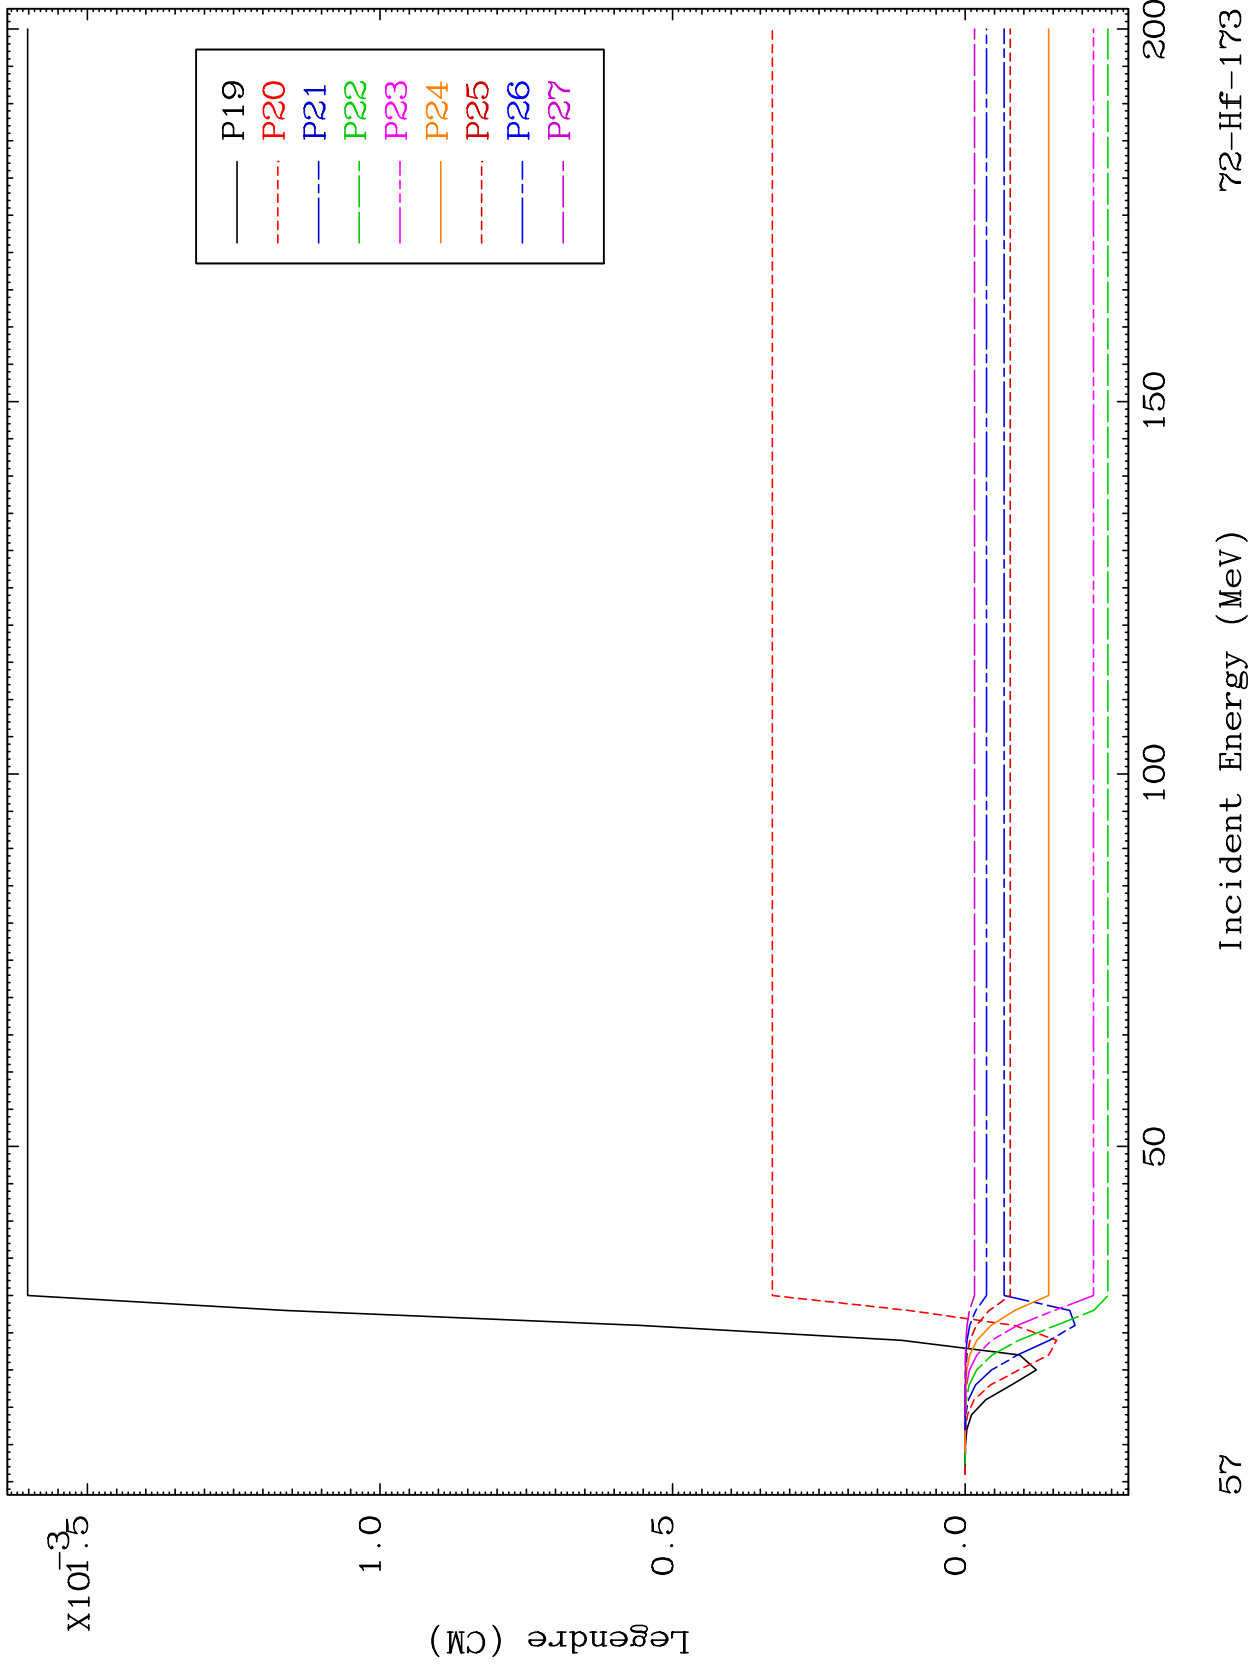 X10-3
1.5
1.0
0.5
0.0
Legendre (CM)
P19
P20
P21
P22
P23
P24
P25
P26
P27
50
100
150
200
Incident Energy (MeV)
57
72-Hf-173